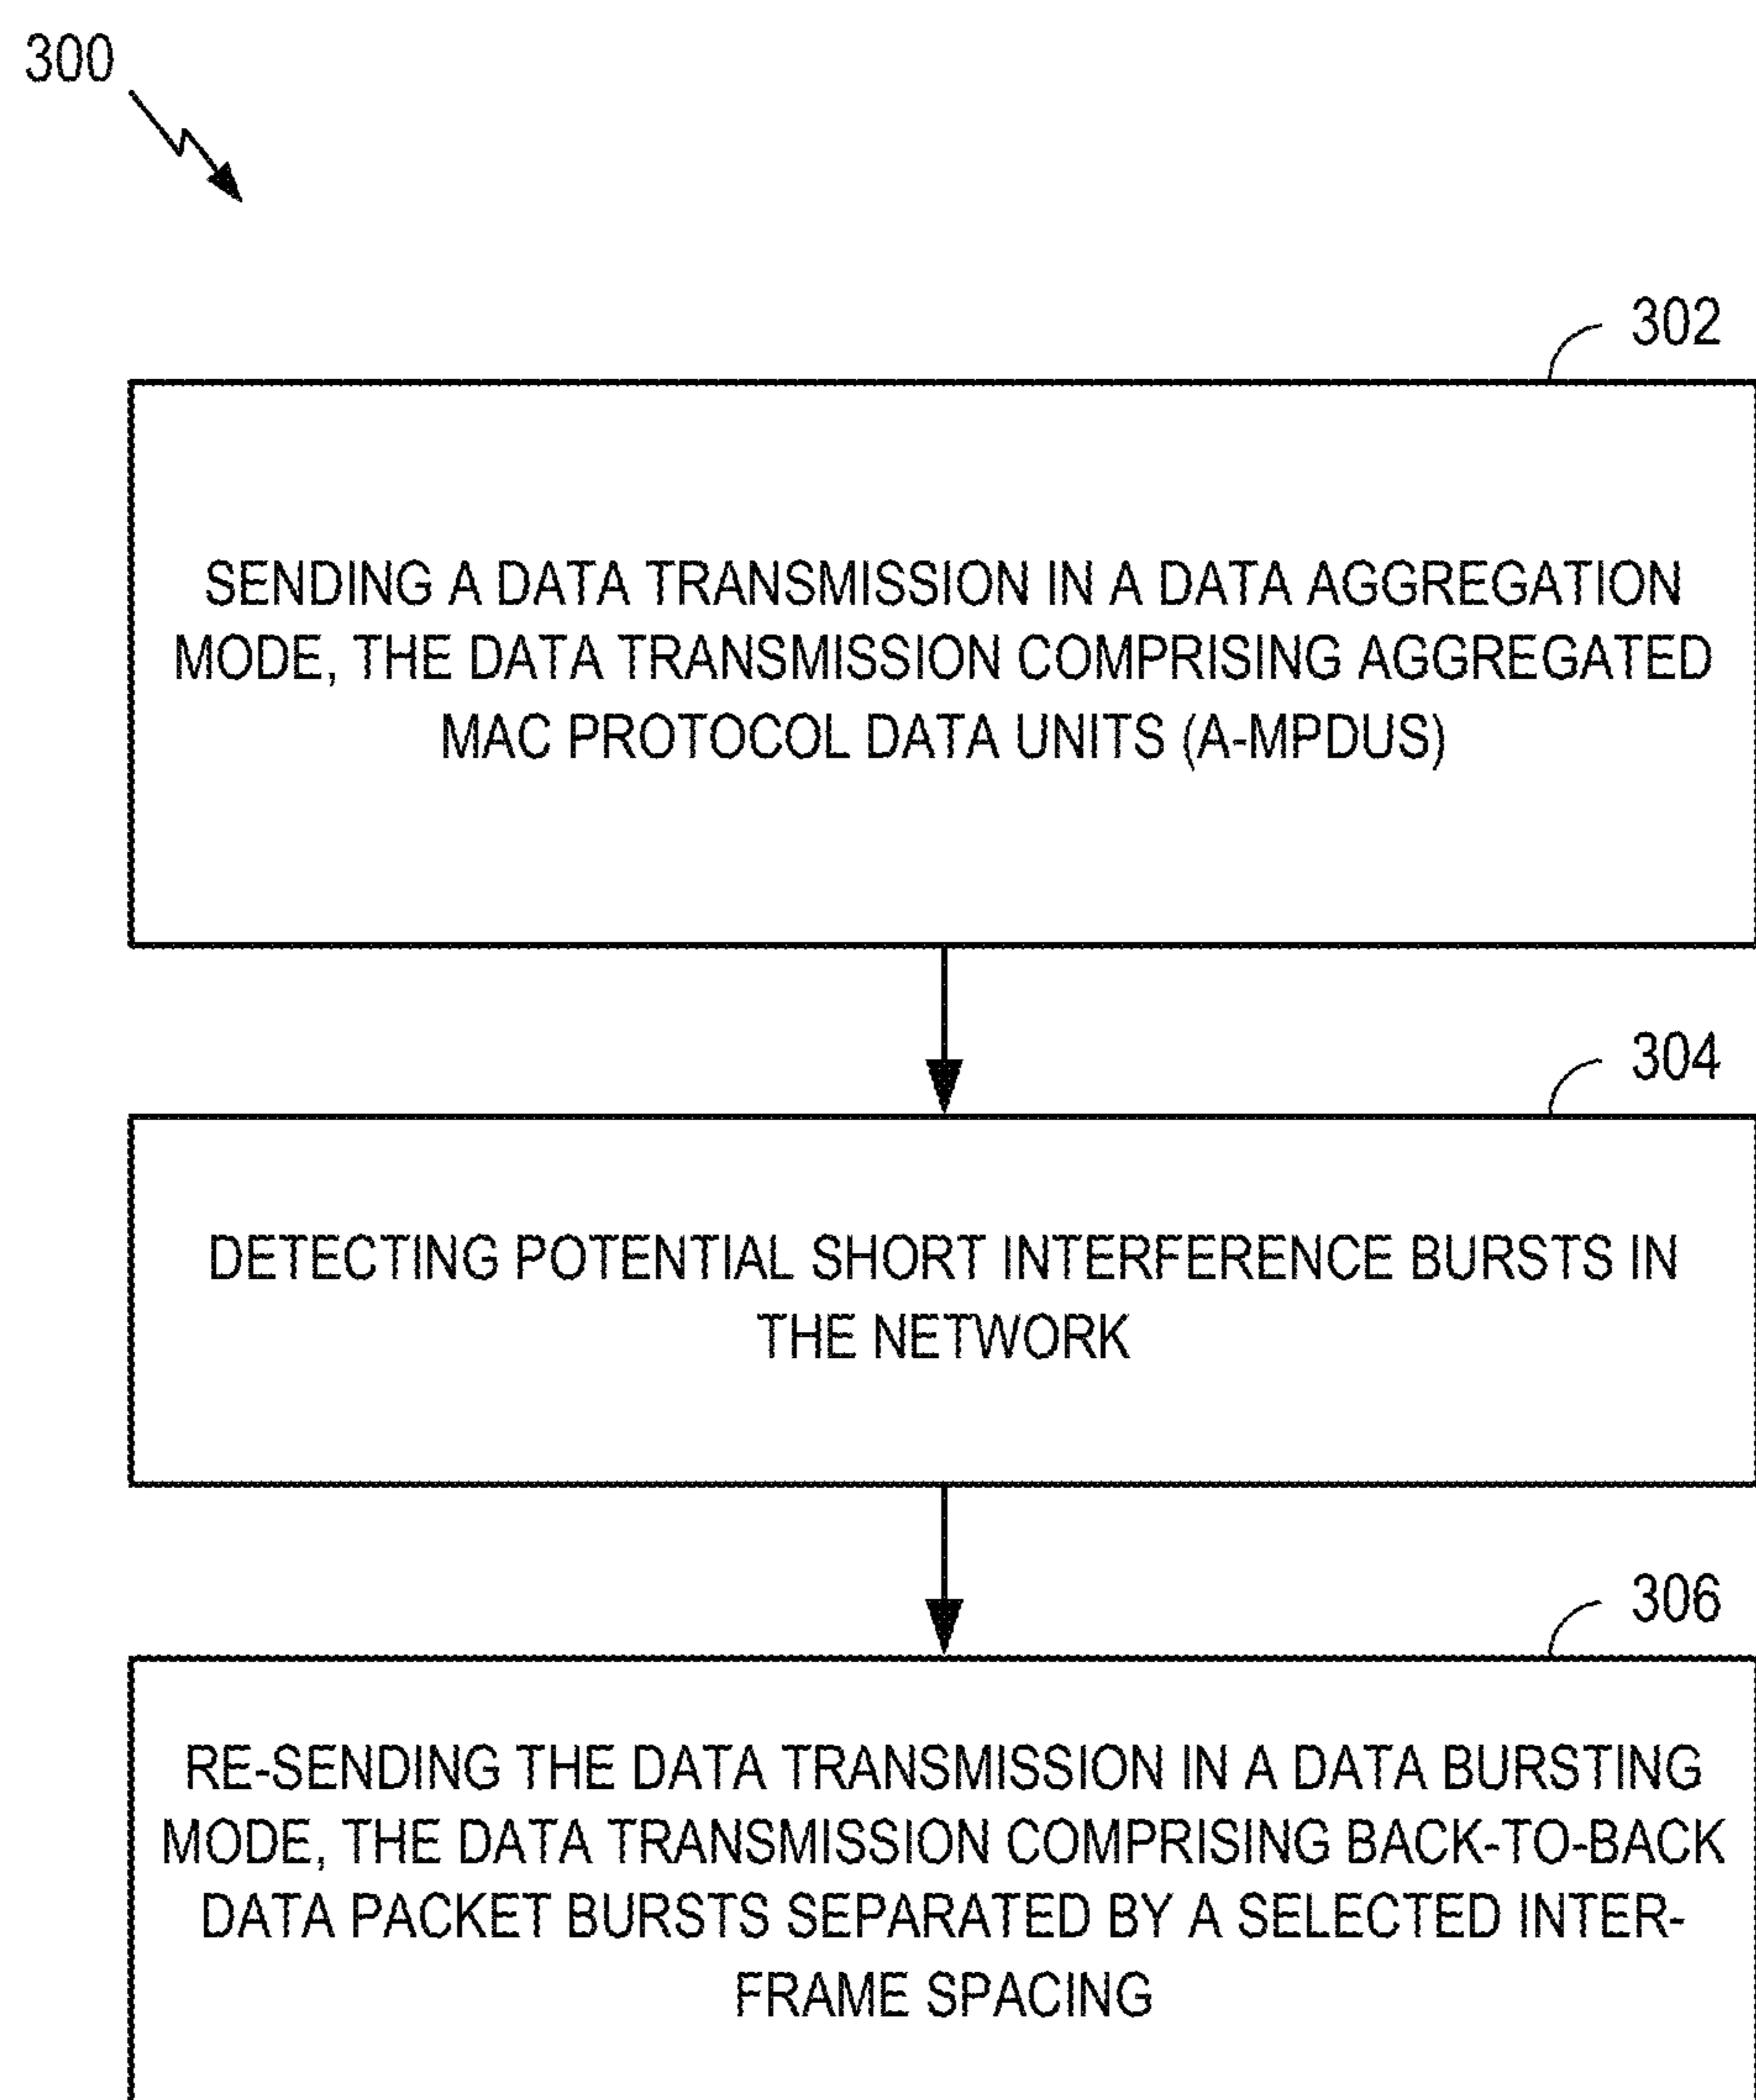 300
302
SENDING A DATA TRANSMISSION IN A DATA AGGREGATION
MODE, THE DATA TRANSMISSION COMPRISING AGGREGATED
MAC PROTOCOL DATA UNITS (A-MPDUS)
304
DETECTING POTENTIAL SHORT INTERFERENCE BURSTS IN
THE NETWORK
306
RE-SENDING THE DATA TRANSMISSION IN A DATA BURSTING
MODE, THE DATA TRANSMISSION COMPRISING BACK-TO-BACK
DATA PACKET BURSTS SEPARATED BY A SELECTED INTER-
FRAME SPACING